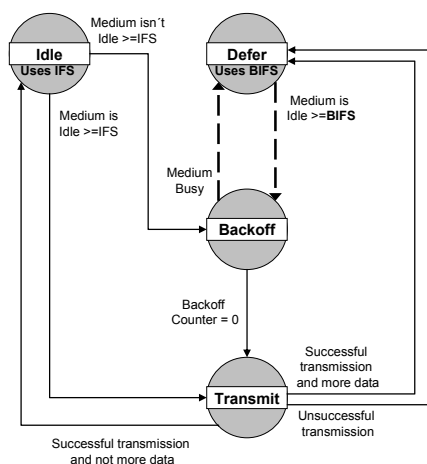 Medium isn´t
Idle >=IFS
Idle
Uses IFS
Defer
Uses BIFS
Medium is
Idle >=IFS
Medium is
Idle >=BIFS
Medium
Busy
Backoff
Backoff
Counter = 0
Successful
transmission
and more data
Transmit
Unsuccessful
transmission
Successful transmission
and not more data